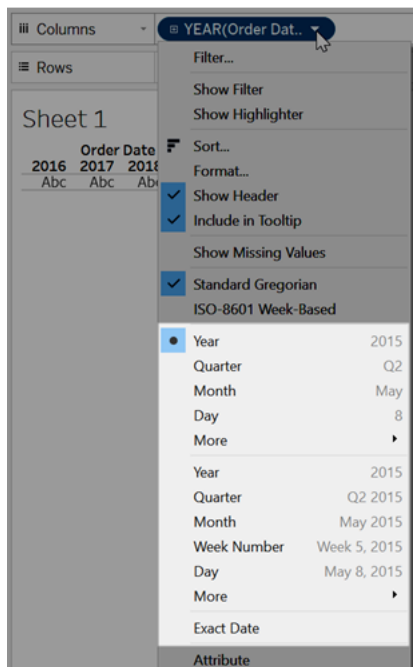 Columns
YEAR(Order Dat..
Rows
Sheet 1
Order Date
2016 2017 2018
Abc Abc Abc
Filter...
Show Filter
Show Highlighter
Sort...
Format...
Show Header
Include in Tooltip
Show Missing Values
Standard Gregorian
ISO-8601 Week-Based
Year 2015
Quarter Q2
Month May
Day 8
More
Year 2015
Quarter Q2 2015
Month May 2015
Week Number Week 5, 2015
Day May 8, 2015
More
Exact Date
Attribute